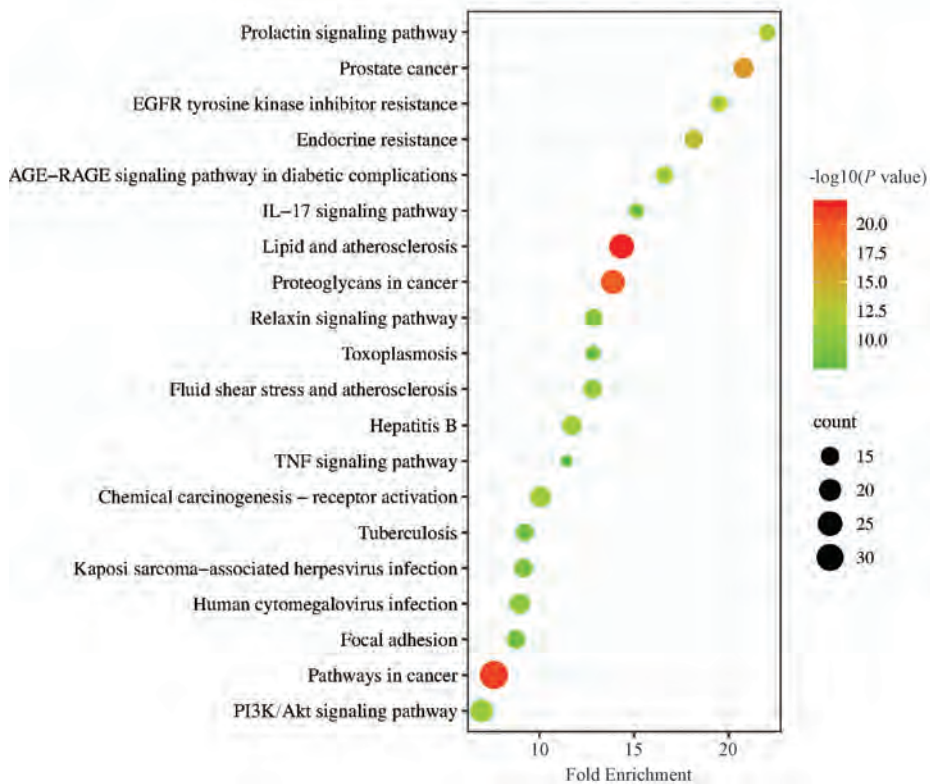 Prolactin signaling pathway
Prostate cancer
EGFR tyrosine kinase inhibitor resistance
Endocrine resistance
AGE−RAGE signaling pathway in diabetic complications
IL−17 signaling pathway
Lipid and atherosclerosis
Proteoglycans in cancer
Relaxin signaling pathway
Toxoplasmosis
Fluid shear stress and atherosclerosis
Hepatitis B
TNF signaling pathway
Chemical carcinogenesis − receptor activation
Tuberculosis
Kaposi sarcoma−associated herpesvirus infection
Human cytomegalovirus infection
Focal adhesion
Pathways in cancer
PI3K/Akt signaling pathway
10 15 20
Fold Enrichment
-log10(P value)
20.0
17.5
15.0
12.5
10.0
count
15
20
25
30